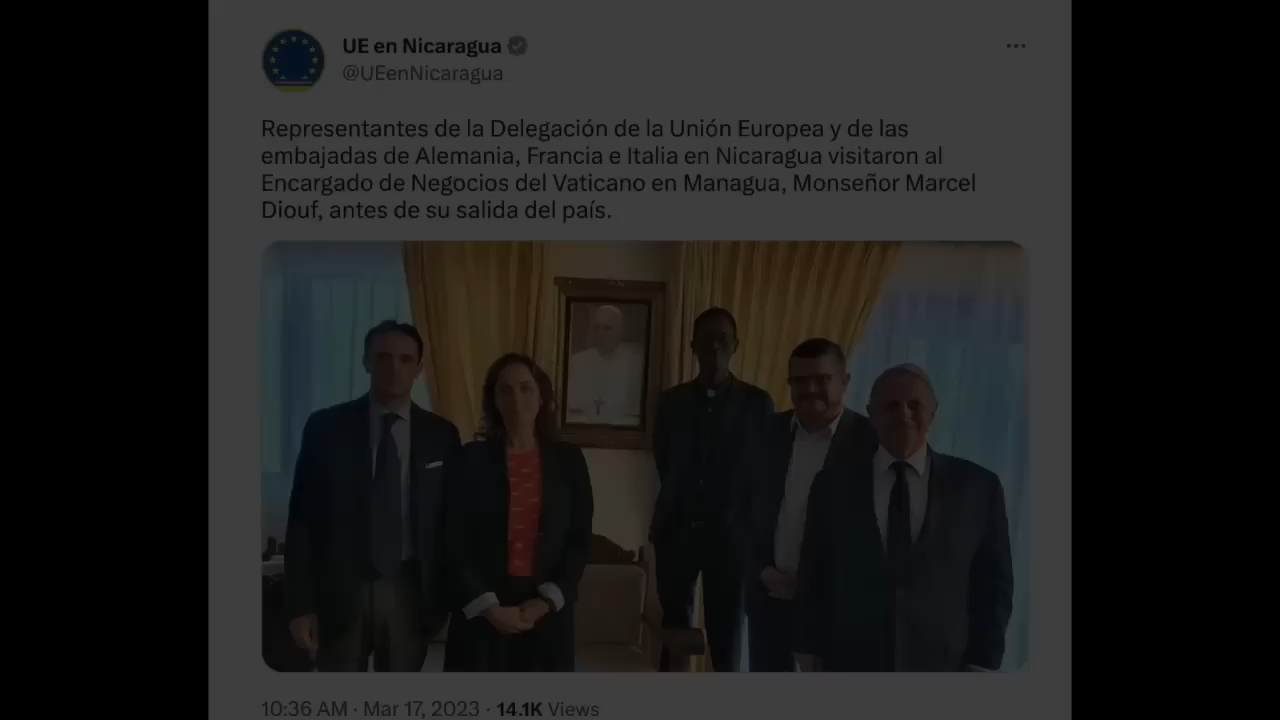 UE en Nicaragua
@UEenNicaragua
Representantes de la Delegación de la Unión Europea y de las
embajadas de Alemania, Francia e Italia en Nicaragua visitaron al
Encargado de Negocios del Vaticano en Managua, Monseñor Marcel
Diouf, antes de su salida del país.
10:36 AM · Mar 17, 2023 · 14.1K Views